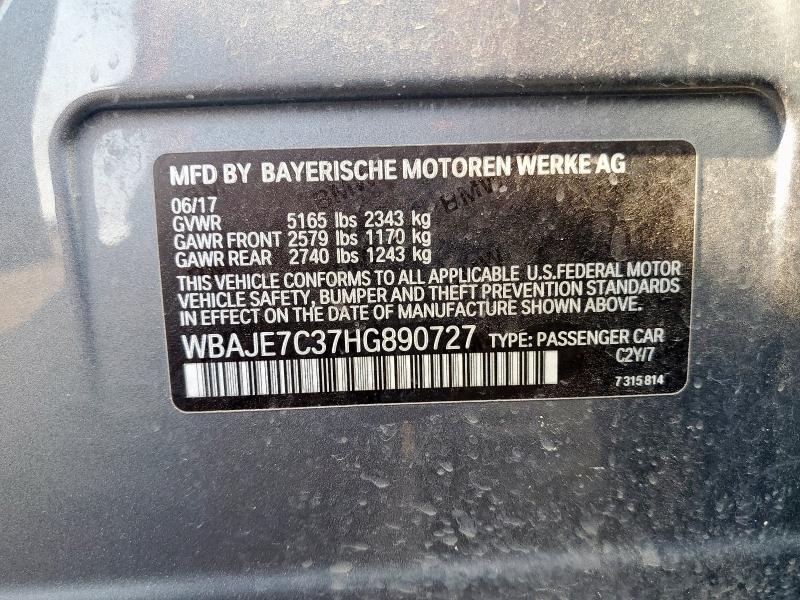 MFD BY BAYERISCHE MOTOREN WERKE AG
06/17
GVWR 5165 lbs 2343 kg
GAWR FRONT 2579 lbs 1170 kg
GAWR REAR 2740 lbs 1243 kg
THIS VEHICLE CONFORMS TO ALL APPLICABLE U.S.FEDERAL MOTOR
VEHICLE SAFETY, BUMPER AND THEFT PREVENTION STANDARDS
IN EFFECT ON THE DATE OF MANUFACTURE SHOWN ABOVE.
WBAJE7C37HG890727 TYPE: PASSENGER CAR
C2Y/7
7 315 814
BMW
BMW